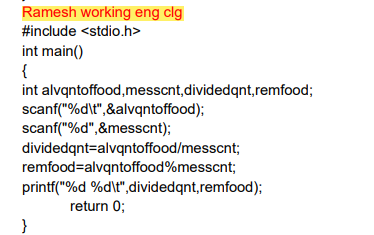 Ramesh working eng clg
#include <stdio.h>
int main()
{
int alvqntoffood,messcnt,dividedqnt,remfood;
scanf("%d\t",&alvqntoffood);
scanf("%d",&messcnt);
dividedqnt=alvqntoffood/messcnt;
remfood=alvqntoffood%messcnt;
printf("%d %d\t",dividedqnt,remfood);
return 0;
}